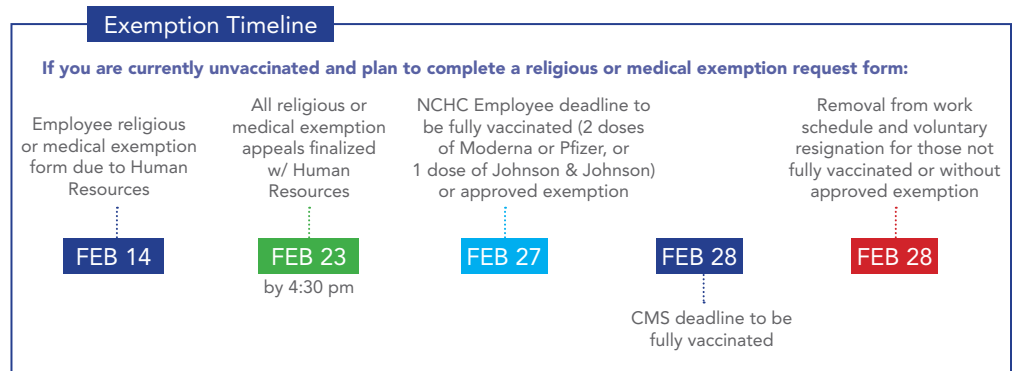 Exemption Timeline
If you are currently unvaccinated and plan to complete a religious or medical exemption request form:
Employee religious
or medical exemption
form due to Human
Resources
FEB 14
All religious or
medical exemption
appeals finalized
w/ Human
Resources
FEB 23
by 4:30 pm
NCHC Employee deadline to
be fully vaccinated (2 doses
of Moderna or Pfizer, or
1 dose of Johnson & Johnson)
or approved exemption
FEB 27
FEB 28
CMS deadline to be
fully vaccinated
Removal from work
schedule and voluntary
resignation for those not
fully vaccinated or without
approved exemption
FEB 28